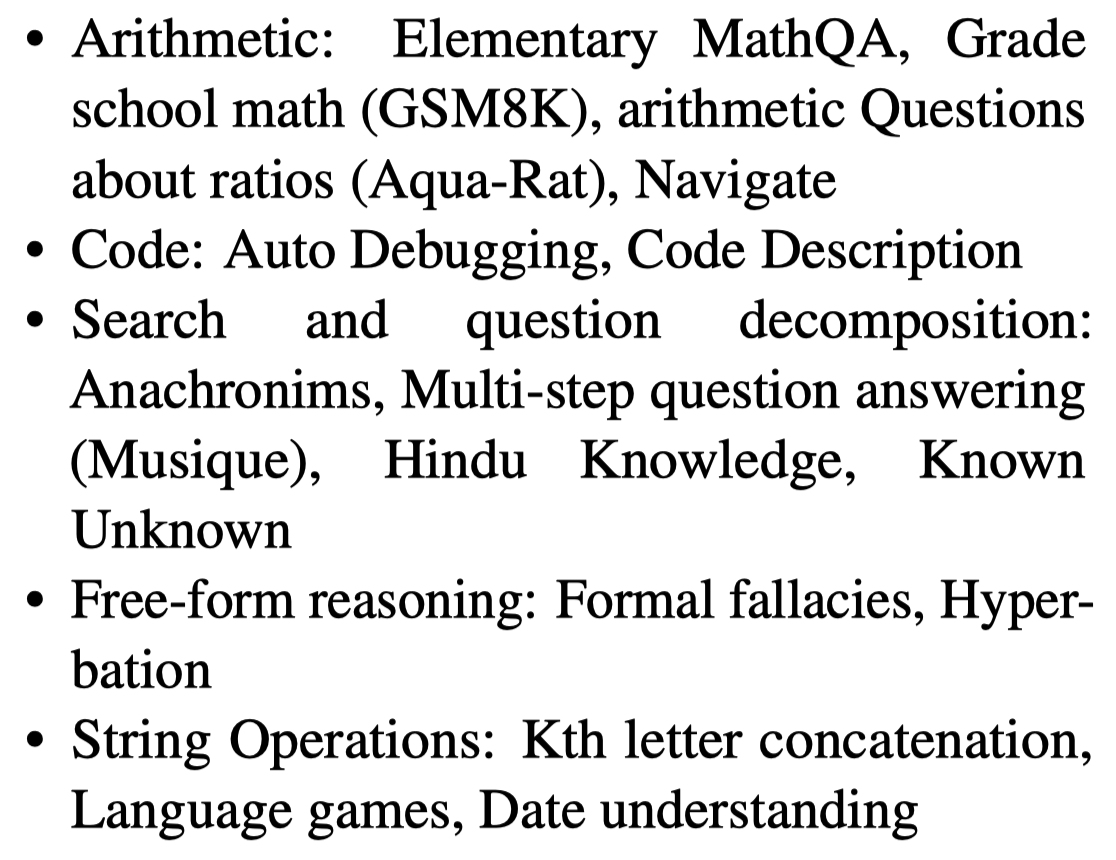 • Arithmetic: Elementary MathQA, Grade
school math (GSM8K), arithmetic Questions
about ratios (Aqua-Rat), Navigate
• Code: Auto Debugging, Code Description
• Search and question decomposition:
Anachronims, Multi-step question answering
(Musique), Hindu Knowledge, Known
Unknown
• Free-form reasoning: Formal fallacies, Hyper-
bation
• String Operations: Kth letter concatenation,
Language games, Date understanding